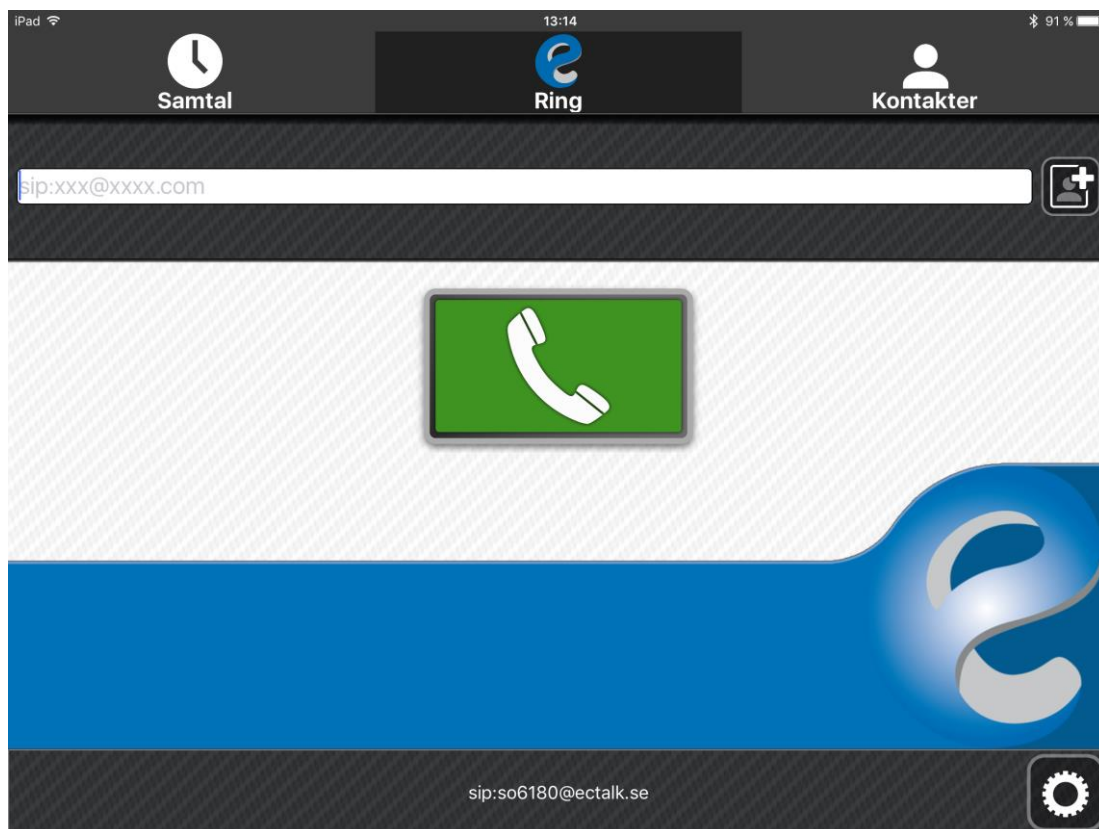 iPad 13:14 91 %
Samtal Ring Kontakter
sip:xxx@xxxx.com
sip:so6180@ectalk.se